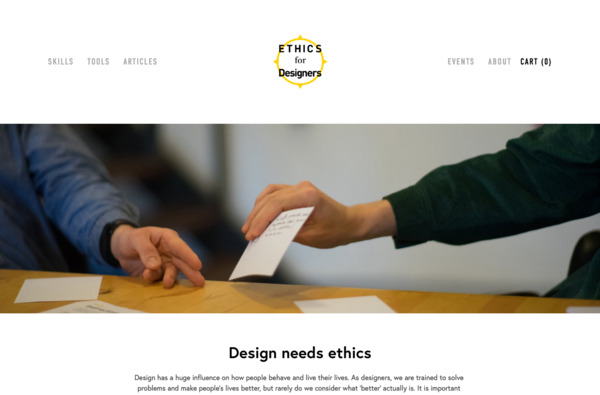 SKILLS TOOLS ARTICLES
ETHICS
for
Designers
EVENTS ABOUT CART (0)
Design needs ethics
Design has a huge influence on how people behave and live their lives. As designers, we are trained to solve
problems and make people's lives better, but rarely do we consider what 'better' actually is. It is important